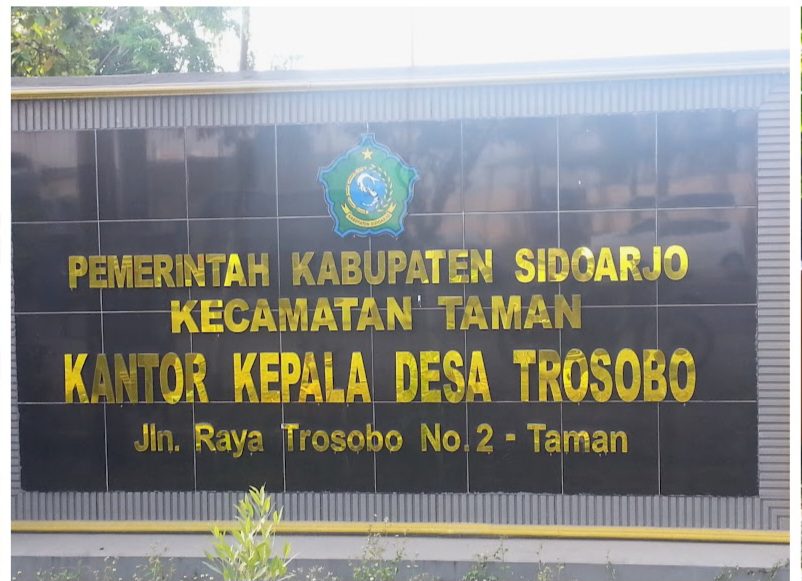 PEMERINTAH KABUPATEN SIDOARJO
KECAMATAN TAMAN
KANTOR KEPALA DESA TROSOBO
Jln. Raya Trosobo No. 2 - Taman